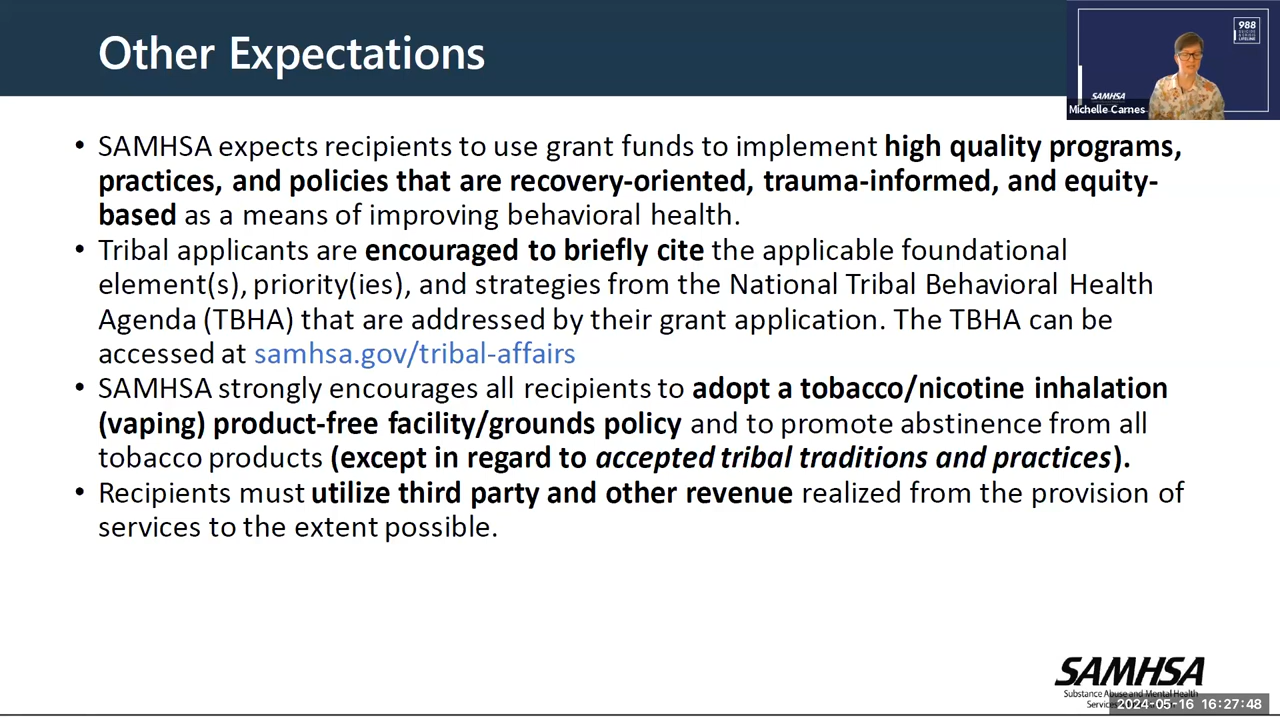 Other Expectations
988
SUICIDE
& CRISIS
LIFELINE
SAMHSA
Michelle Carnes
• SAMHSA expects recipients to use grant funds to implement high quality programs,
practices, and policies that are recovery-oriented, trauma-informed, and equity-
based as a means of improving behavioral health.
• Tribal applicants are encouraged to briefly cite the applicable foundational
element(s), priority(ies), and strategies from the National Tribal Behavioral Health
Agenda (TBHA) that are addressed by their grant application. The TBHA can be
accessed at samhsa.gov/tribal-affairs
• SAMHSA strongly encourages all recipients to adopt a tobacco/nicotine inhalation
(vaping) product-free facility/grounds policy and to promote abstinence from all
tobacco products (except in regard to accepted tribal traditions and practices).
• Recipients must utilize third party and other revenue realized from the provision of
services to the extent possible.
SAMHSA
Substance Abuse and Mental Health
Services
2024-05-16 16:27:48